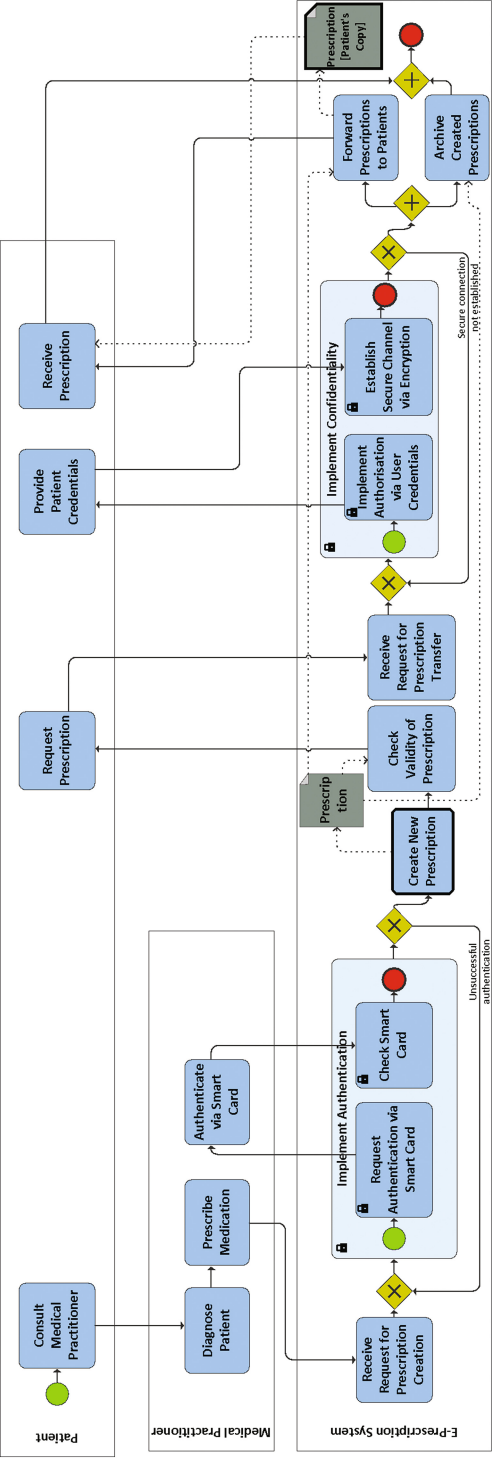 Patient
Consult
Medical
Practitioner
Request
Prescription
Provide
Patient
Credentials
Receive
Prescription
Medical Practitioner
Diagnose
Patient
Prescribe
Medication
Authenticate
via Smart
Card
E-Prescription System
Receive
Request for
Prescription
Creation
Implement Authentication
Request
Authentication via
Smart Card
Check Smart
Card
Unsuccessful
authentication
Create New
Prescription
Prescrip
tion
Check
Validity of
Prescription
Receive
Request for
Prescription
Transfer
Implement Confidentiality
Implement
Authorisation
via User
Credentials
Establish
Secure Channel
via Encryption
Secure connection
not established
Forward
Prescriptions
to Patients
Archive
Created
Prescriptions
Prescription
[Patient's
Copy]